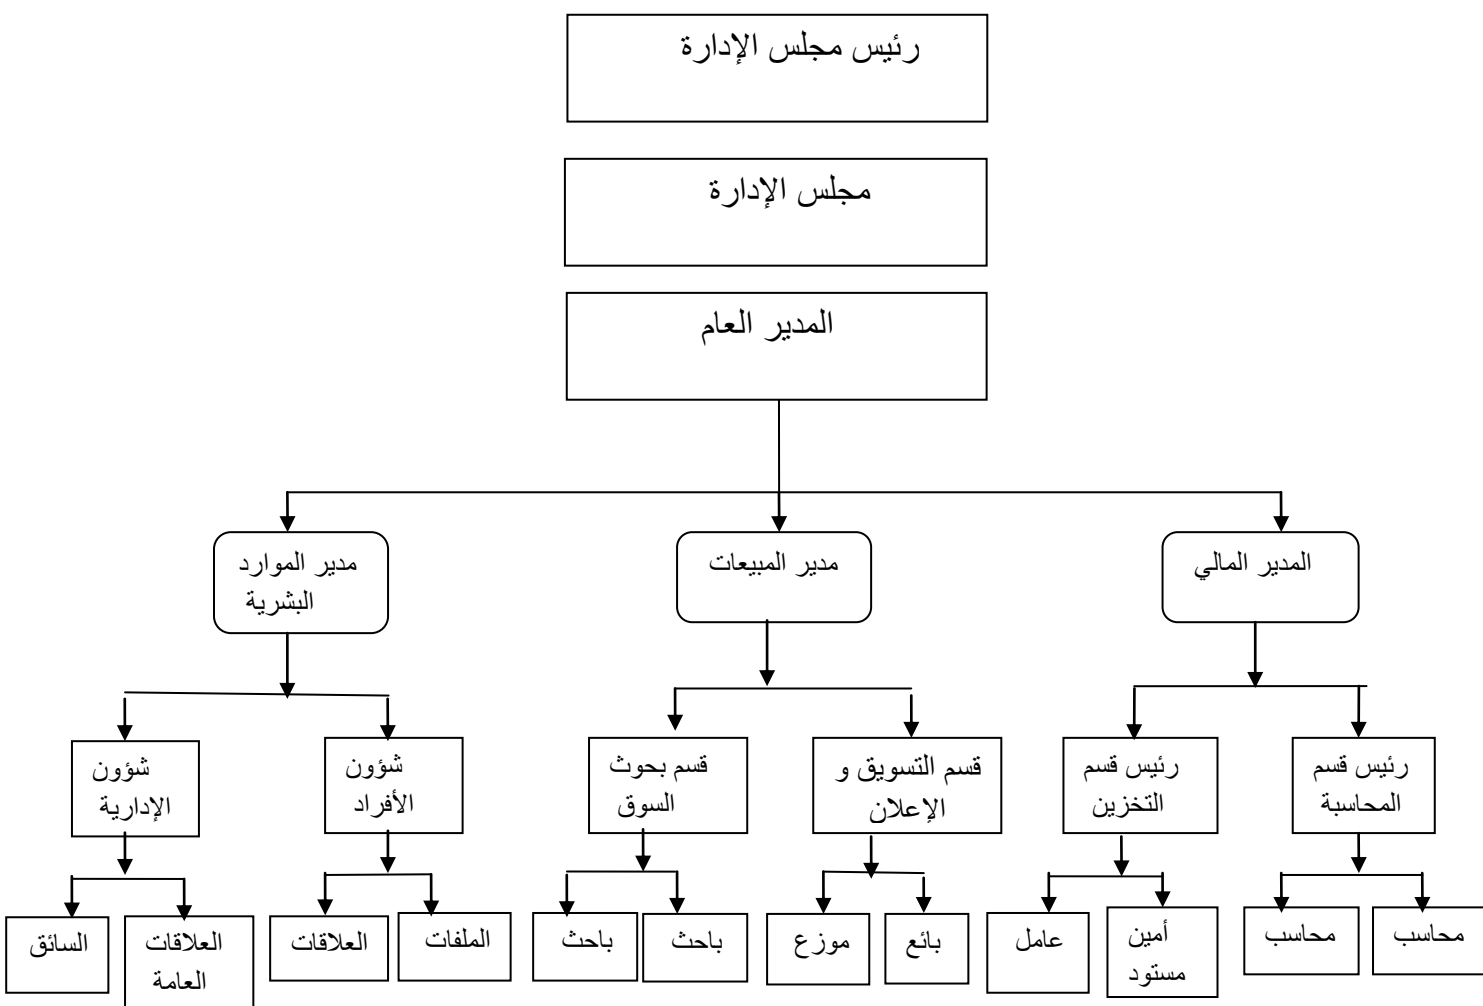 رئيس مجلس الإدارة
مجلس الإدارة
المدير العام
المدير المالي
مدير المبيعات
مدير الموارد
البشرية
رئيس قسم
المحاسبة
رئيس قسم
التخزين
قسم التسويق و
الإعلان
قسم بحوث
السوق
شؤون
الأفراد
شؤون
الإدارية
محاسب
محاسب
أمين
مستود
عامل
بائع
موزع
باحث
باحث
الملفات
العلاقات
العلاقات
العامة
السائق